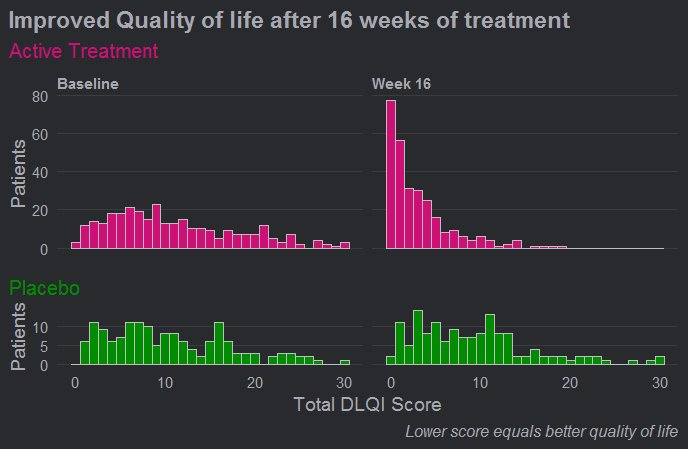 Improved Quality of life after 16 weeks of treatment
Active Treatment
Baseline Week 16
80
60
40
20
0
Patients
Placebo
10
5
0
Patients
0 10 20 30 0 10 20 30
Total DLQI Score
Lower score equals better quality of life